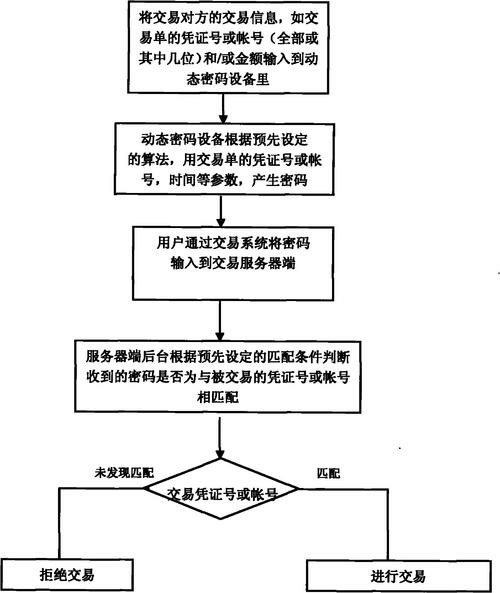 将交易对方的交易信息，如交
易单的凭证号或帐号（全部或
其中几位）和/或金额输入到动
态密码设备里
动态密码设备根据预先设定
的算法，用交易单的凭证号或帐
号，时间等参数，产生密码
用户通过交易系统将密码
输入到交易服务器端
服务器端后台根据预先设定的匹配条件判断
收到的密码是否为与被交易的凭证号或帐号
相匹配
未发现匹配
匹配
交易凭证号或帐号
拒绝交易
进行交易